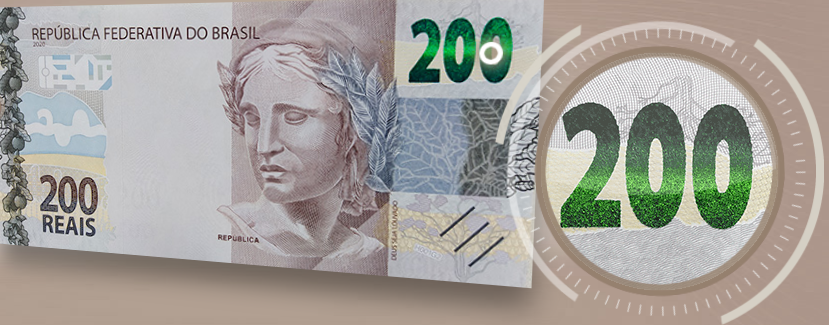 REPÚBLICA FEDERATIVA DO BRASIL
2020
200
200
REAIS
REPÚBLICA
DEUS SEJA LOUVADO
200